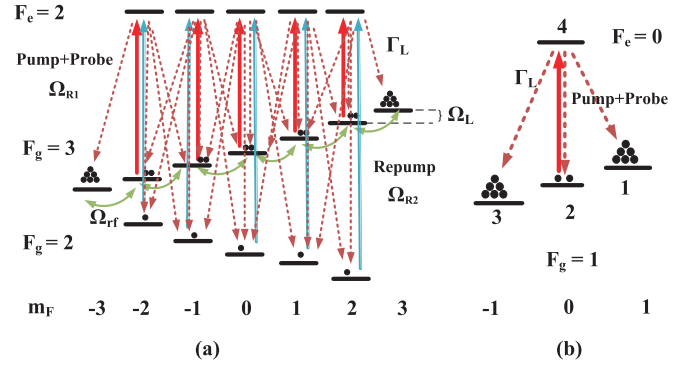 F_e = 2
Γ_L
4
F_e = 0
Pump+Probe
Ω_R1
Γ_L
Pump+Probe
Ω_L
F_g = 3
Repump
Ω_R2
1
Ω_rf
3
2
F_g = 2
F_g = 1
m_F -3 -2 -1 0 1 2 3
-1 0 1
(a)
(b)